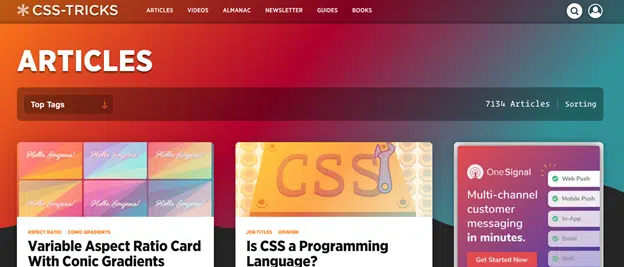 CSS-TRICKS
ARTICLES VIDEOS ALMANAC NEWSLETTER GUIDES BOOKS
ARTICLES
Top Tags
7134 Articles Sorting
Hello, Gorgeous! Hello, Gorgeous! Hello, Gorgeous!
Hello, Gorgeous! Hello, Gorgeous! Hello, Gorgeous!
ASPECT RATIO CONIC GRADIENTS
Variable Aspect Ratio Card
With Conic Gradients
CSS
JOB TITLES OPINION
Is CSS a Programming
Language?
OneSignal
Multi-channel
customer
messaging
in minutes.
Get Started Now
Web Push
Mobile Push
In-App
Email
SMS